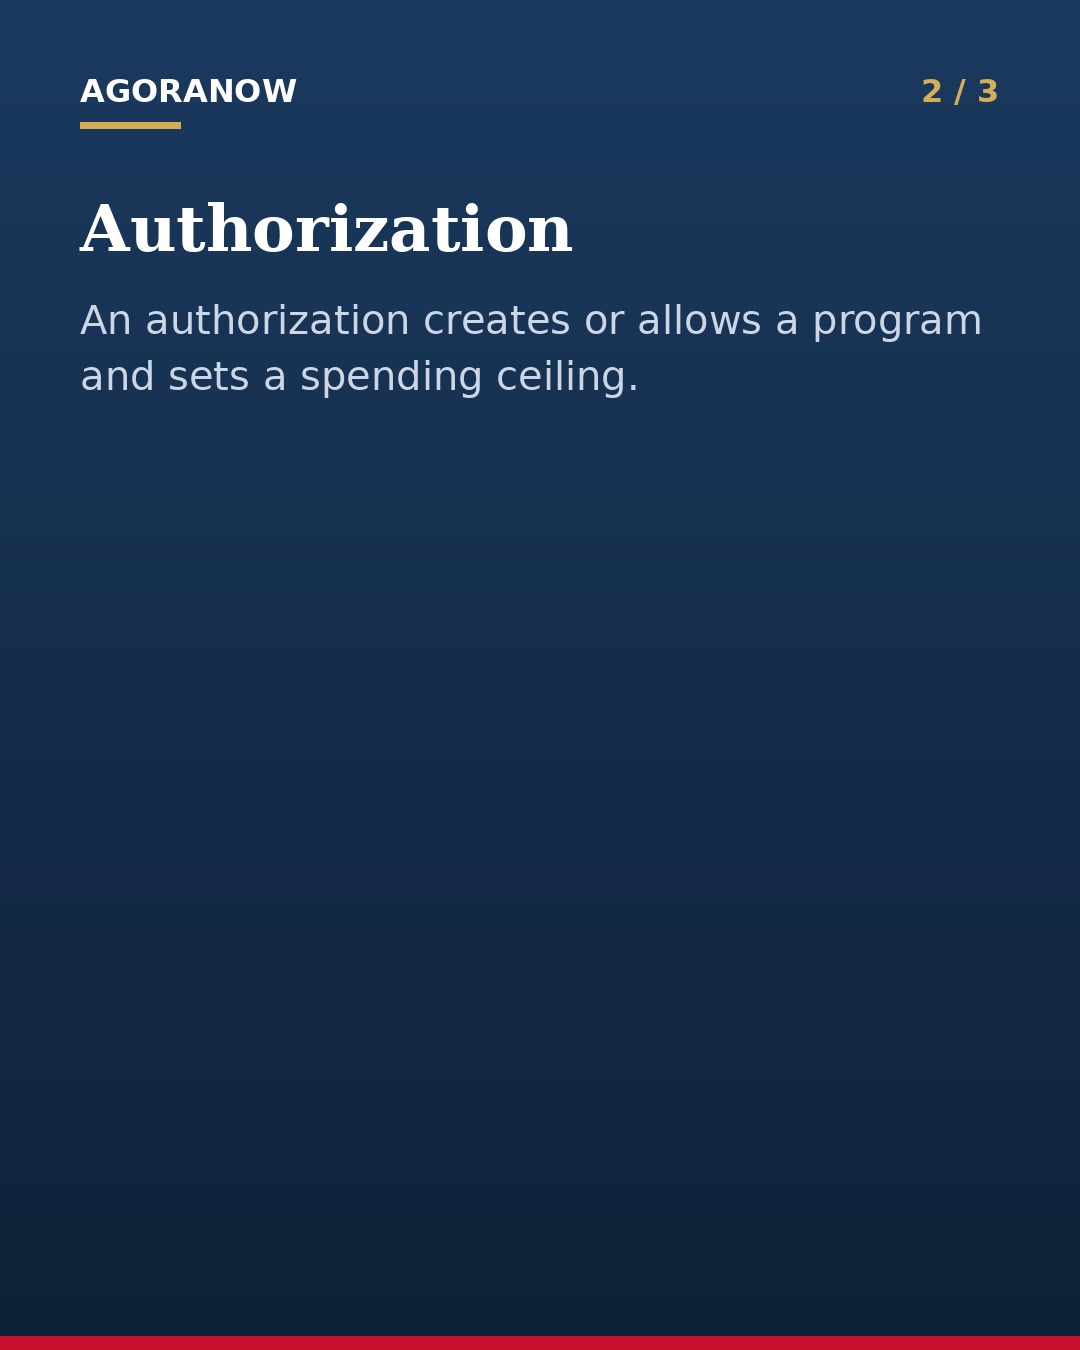 AGORANOW
2 / 3
Authorization
An authorization creates or allows a program
and sets a spending ceiling.